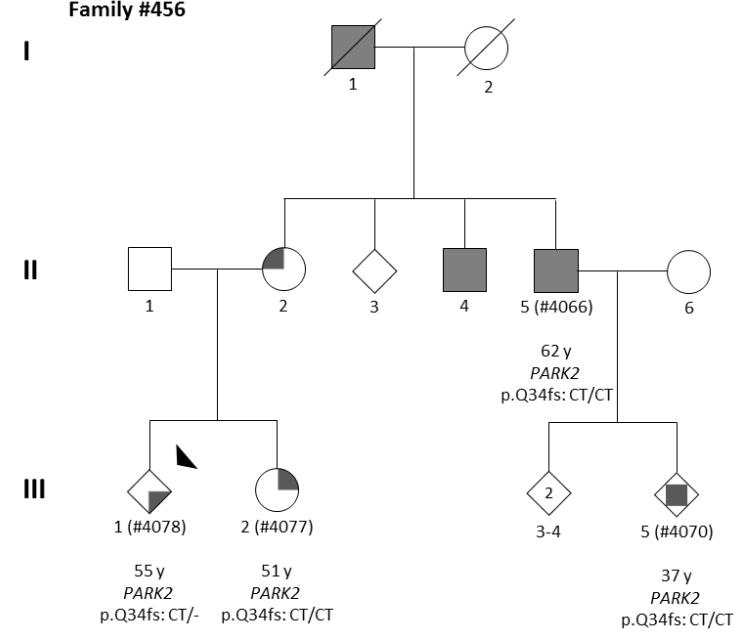 Family #456
I
1
2
II
1
2
3
4
5 (#4066)
6
62 y
PARK2
p.Q34fs: CT/CT
III
2
1 (#4078)
2 (#4077)
3-4
5 (#4070)
55 y
PARK2
p.Q34fs: CT/-
51 y
PARK2
p.Q34fs: CT/CT
37 y
PARK2
p.Q34fs: CT/CT